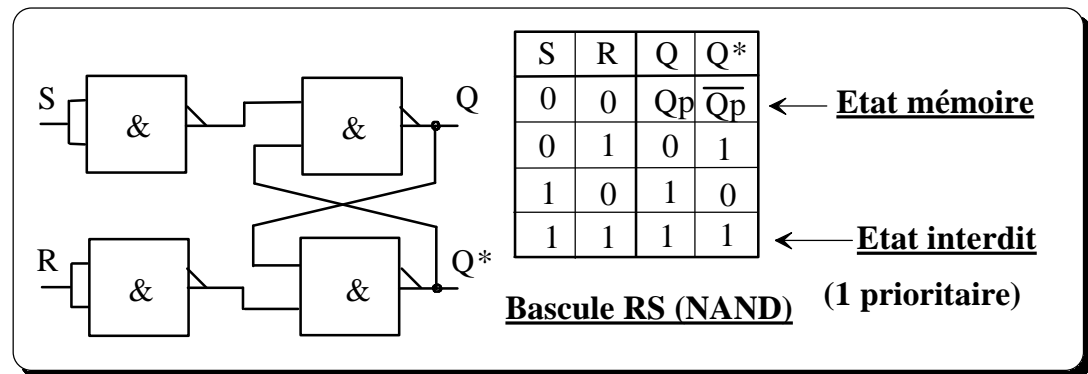 S
&
&
Q
R
&
&
Q*
S R Q Q*
0 0 Qp Q̅p̅
0 1 0 1
1 0 1 0
1 1 1 1
Etat mémoire
Etat interdit
(1 prioritaire)
Bascule RS (NAND)